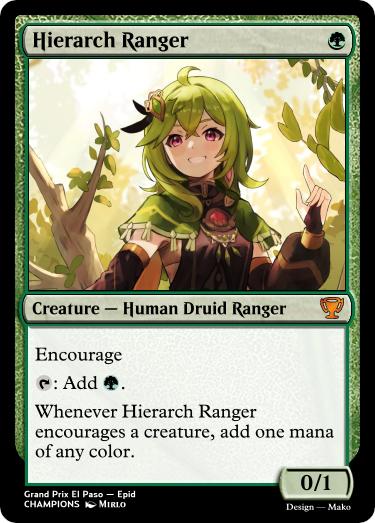 Hierarch Ranger
Creature — Human Druid Ranger
Encourage
: Add .
Whenever Hierarch Ranger
encourages a creature, add one mana
of any color.
0/1
Grand Prix El Paso — Epid
CHAMPIONS Mirlo
Design — Mako